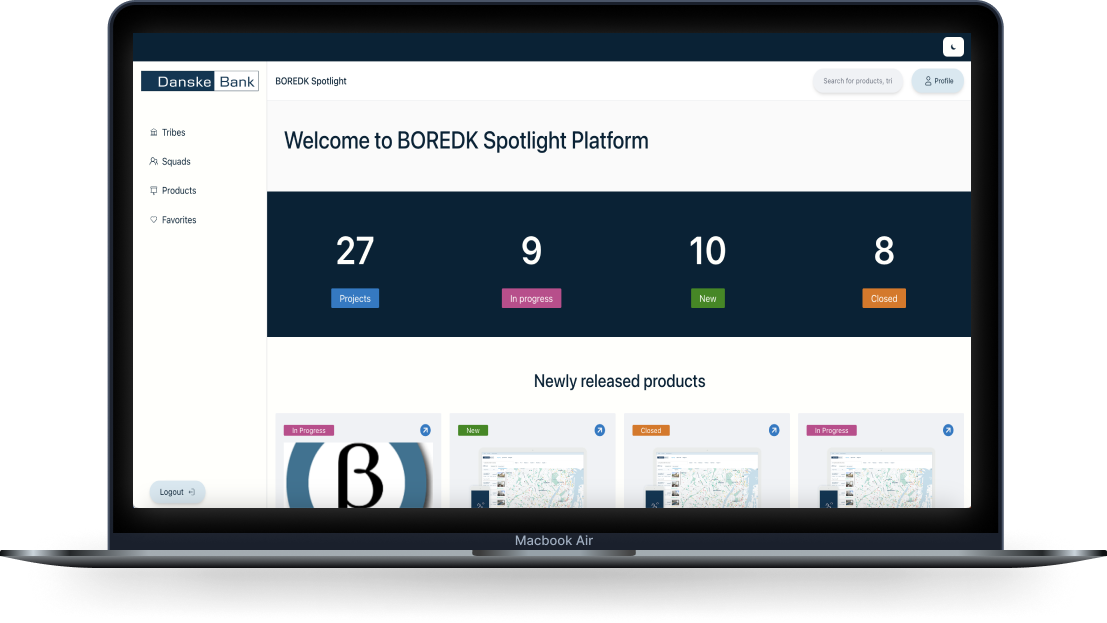 Danske Bank
BOREDK Spotlight
Search for products, tri
Profile
Tribes
Squads
Products
Favorites
Logout
Welcome to BOREDK Spotlight Platform
27
Projects
9
In progress
10
New
8
Closed
Newly released products
In Progress
β
New
Closed
In Progress
Macbook Air